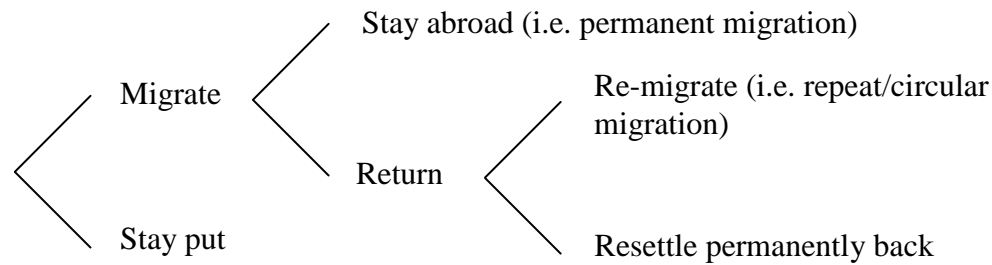 Stay abroad (i.e. permanent migration)
Migrate
Re-migrate (i.e. repeat/circular
migration)
Return
Stay put
Resettle permanently back